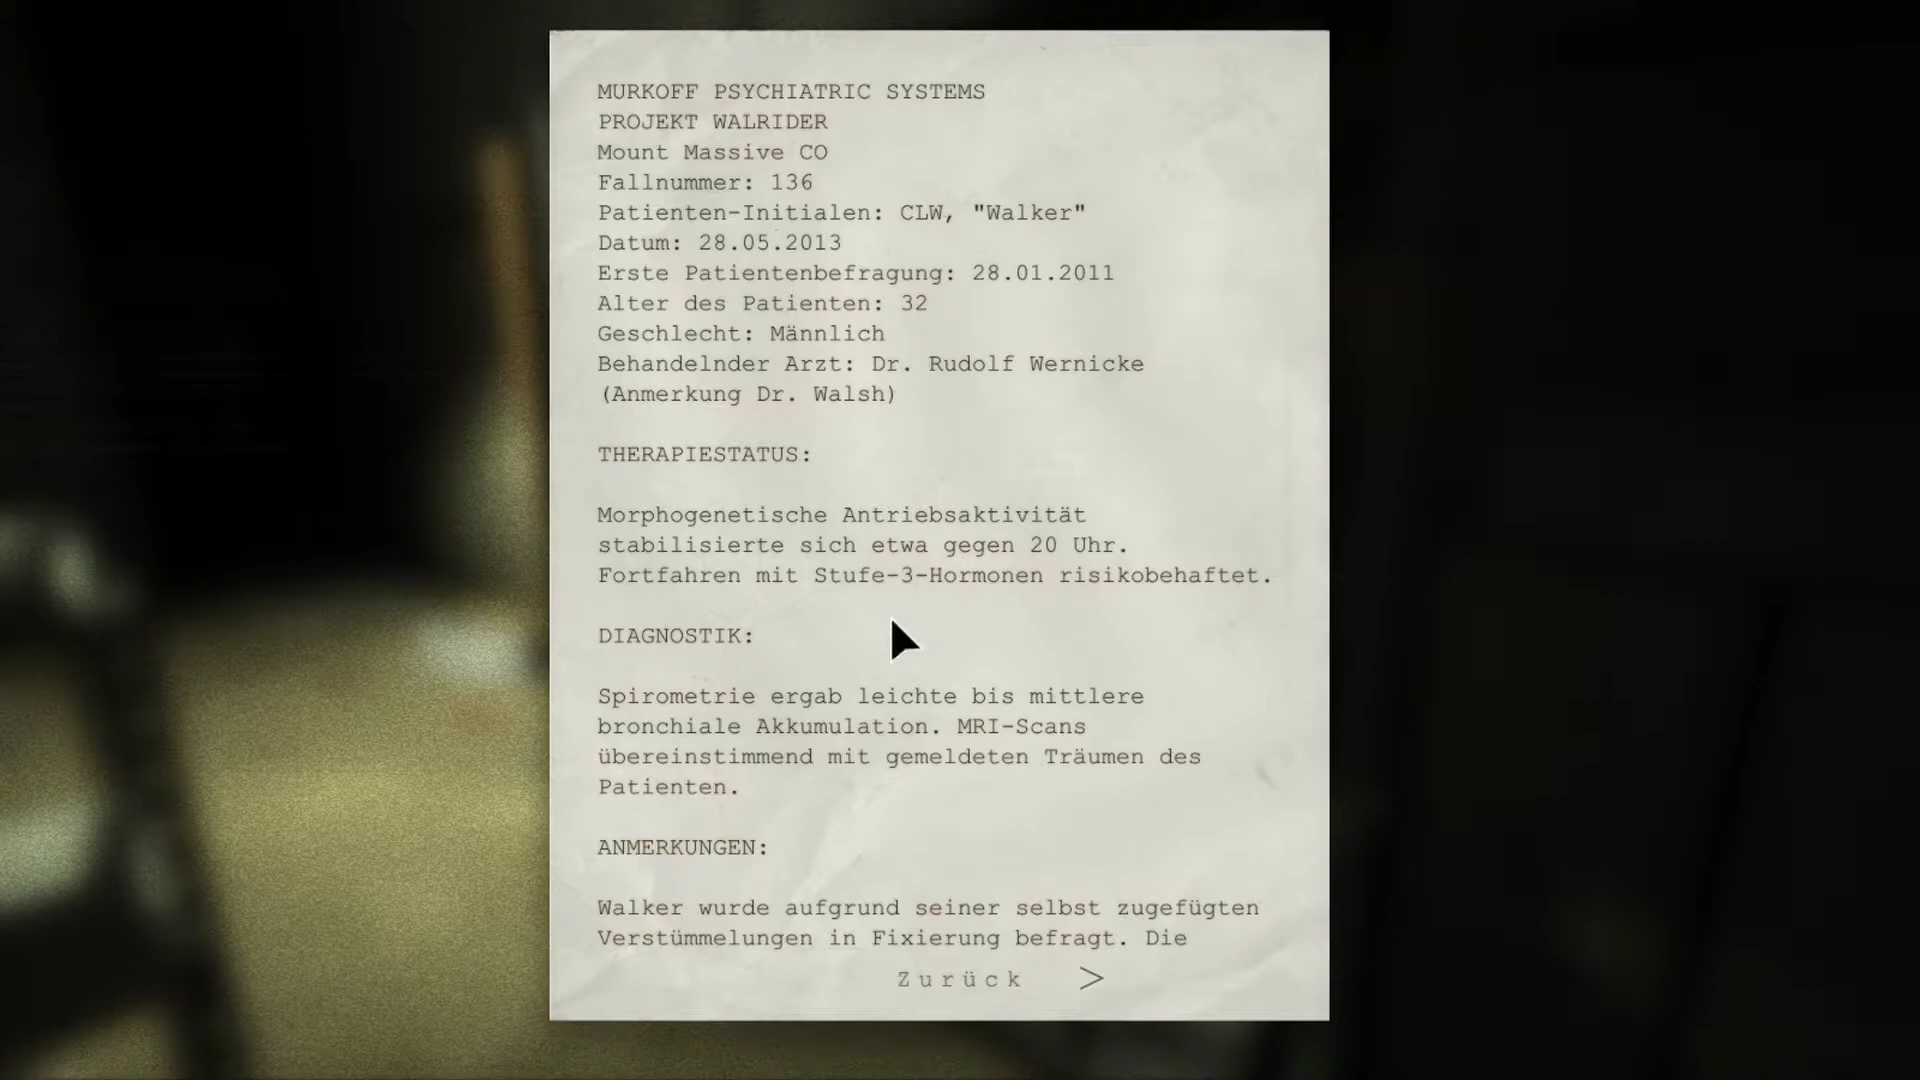 MURKOFF PSYCHIATRIC SYSTEMS
PROJEKT WALRIDER
Mount Massive CO
Fallnummer: 136
Patienten-Initialen: CLW, "Walker"
Datum: 28.05.2013
Erste Patientenbefragung: 28.01.2011
Alter des Patienten: 32
Geschlecht: Männlich
Behandelnder Arzt: Dr. Rudolf Wernicke
(Anmerkung Dr. Walsh)
THERAPIESTATUS:
Morphogenetische Antriebsaktivität
stabilisierte sich etwa gegen 20 Uhr.
Fortfahren mit Stufe-3-Hormonen risikobehaftet.
DIAGNOSTIK:
Spirometrie ergab leichte bis mittlere
bronchiale Akkumulation. MRI-Scans
übereinstimmend mit gemeldeten Träumen des
Patienten.
ANMERKUNGEN:
Walker wurde aufgrund seiner selbst zugefügten
Verstümmelungen in Fixierung befragt. Die
Zurück >